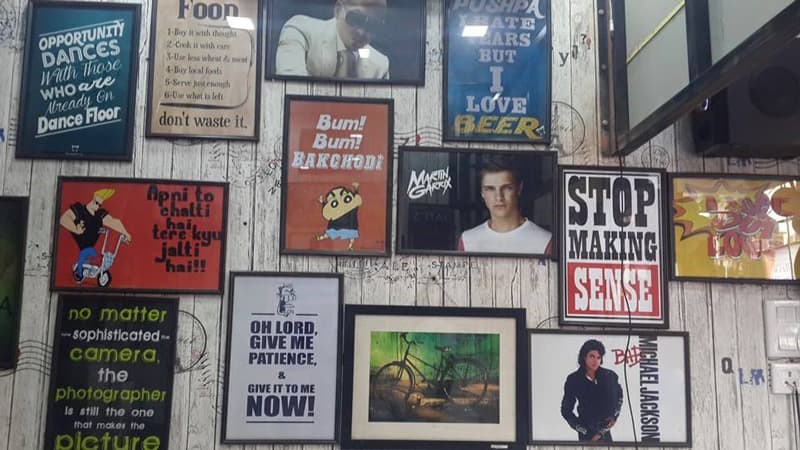 OPPORTUNITY
DANCES
With Those
WHO ARE
Already On
Dance Floor
Food
1-Buy it with thought
2-Cook it with care
3-Use less wheat & meat
4-Buy local foods
5-Serve just enough
6-Use what is left
don't waste it.
PUSHPA
I HATE
TEARS
BUT
I
LOVE
BEER
Bum!
Bum!
BAKCHODI
MARTIN
GARRIX
STOP
MAKING
SENSE
Apni to
chalti
hai,
tere kyu
jalti
hai!!
no matter
how sophisticated the
camera,
the
photographer
is still the one
that makes the
picture
OH LORD,
GIVE ME
PATIENCE,
&
GIVE IT TO ME
NOW!
BAD
MICHAEL JACKSON